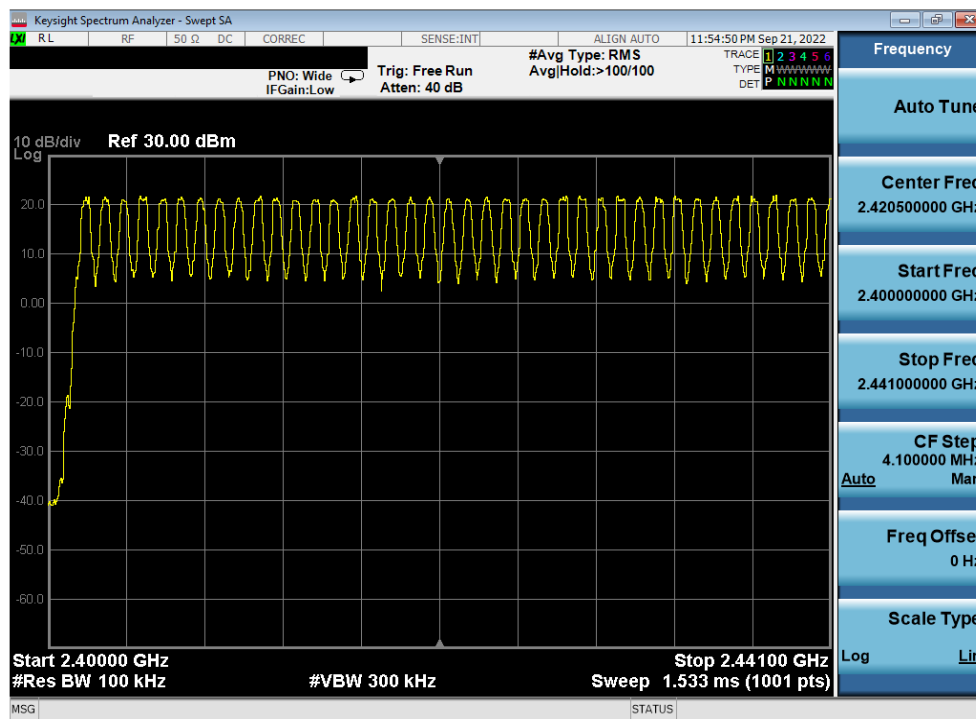 Keysight Spectrum Analyzer - Swept SA
LXI RL RF 50 Ω DC CORREC SENSE:INT ALIGN AUTO 11:54:50 PM Sep 21, 2022
PNO: Wide
IFGain:Low
Trig: Free Run
Atten: 40 dB
#Avg Type: RMS
Avg|Hold:>100/100
TRACE 1 2 3 4 5 6
TYPE M W W W W W
DET P N N N N N
10 dB/div
Log
Ref 30.00 dBm
20.0
10.0
0.00
-10.0
-20.0
-30.0
-40.0
-50.0
-60.0
Start 2.40000 GHz
#Res BW 100 kHz
#VBW 300 kHz
Stop 2.44100 GHz
Sweep 1.533 ms (1001 pts)
MSG
STATUS
Frequency
Auto Tune
Center Freq
2.420500000 GHz
Start Freq
2.400000000 GHz
Stop Freq
2.441000000 GHz
CF Step
4.100000 MHz
Auto Man
Freq Offse
0 Hz
Scale Type
Log Lin